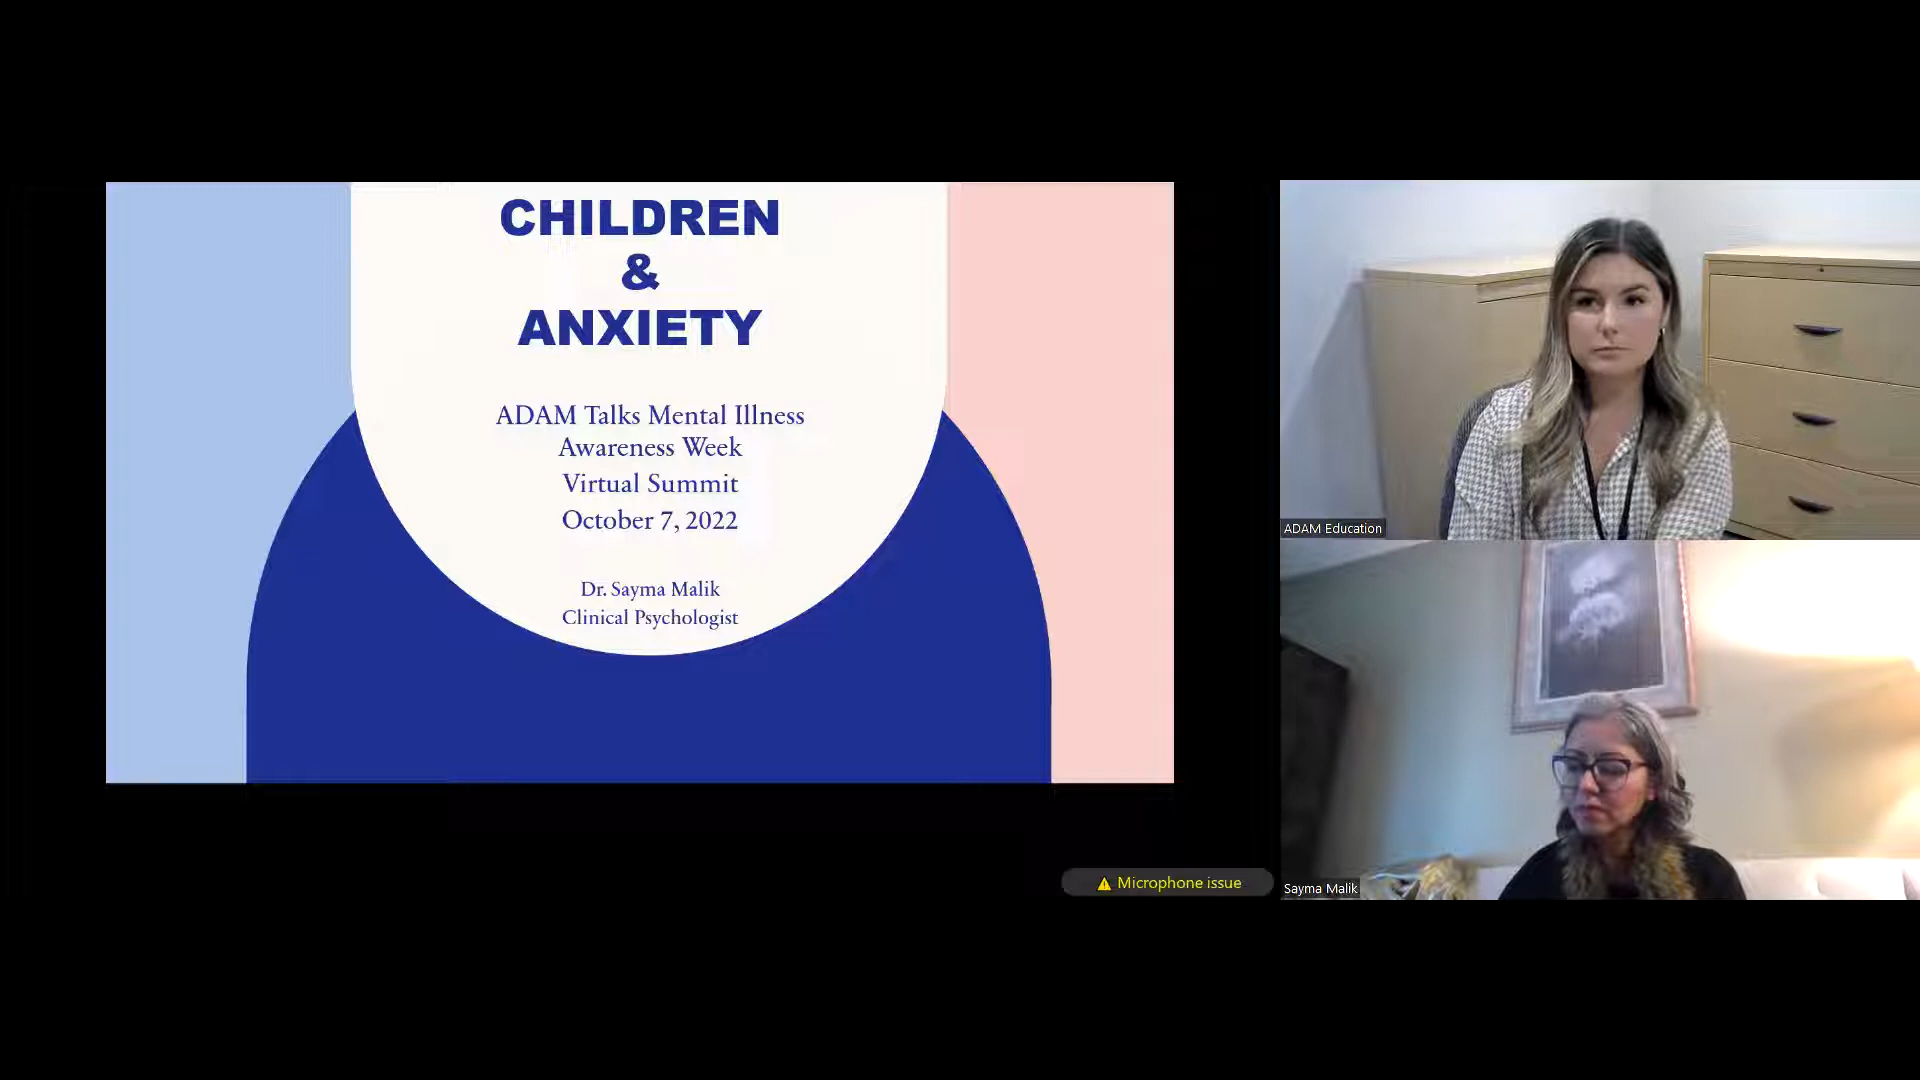 CHILDREN
&
ANXIETY
ADAM Talks Mental Illness
Awareness Week
Virtual Summit
October 7, 2022
Dr. Sayma Malik
Clinical Psychologist
ADAM Education
Microphone issue
Sayma Malik